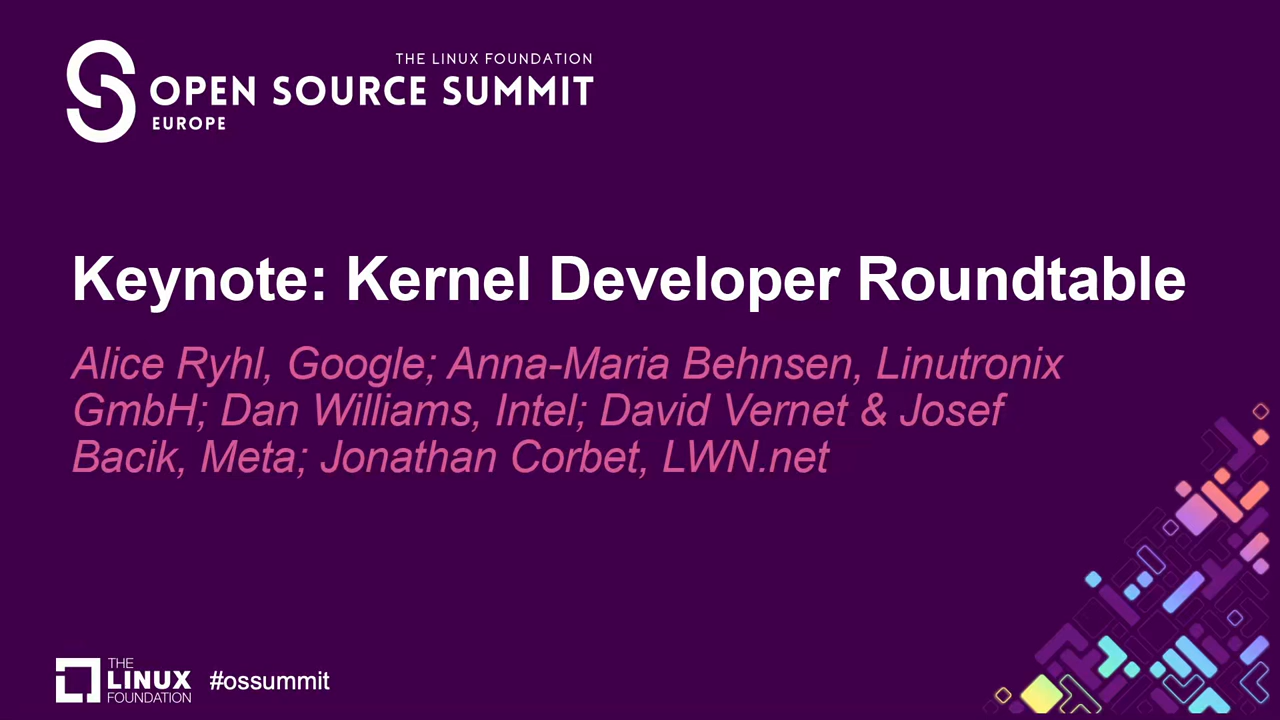 THE LINUX FOUNDATION
OPEN SOURCE SUMMIT
EUROPE
Keynote: Kernel Developer Roundtable
Alice Ryhl, Google; Anna-Maria Behnsen, Linutronix
GmbH; Dan Williams, Intel; David Vernet & Josef
Bacik, Meta; Jonathan Corbet, LWN.net
THE
LINUX
FOUNDATION
#ossummit